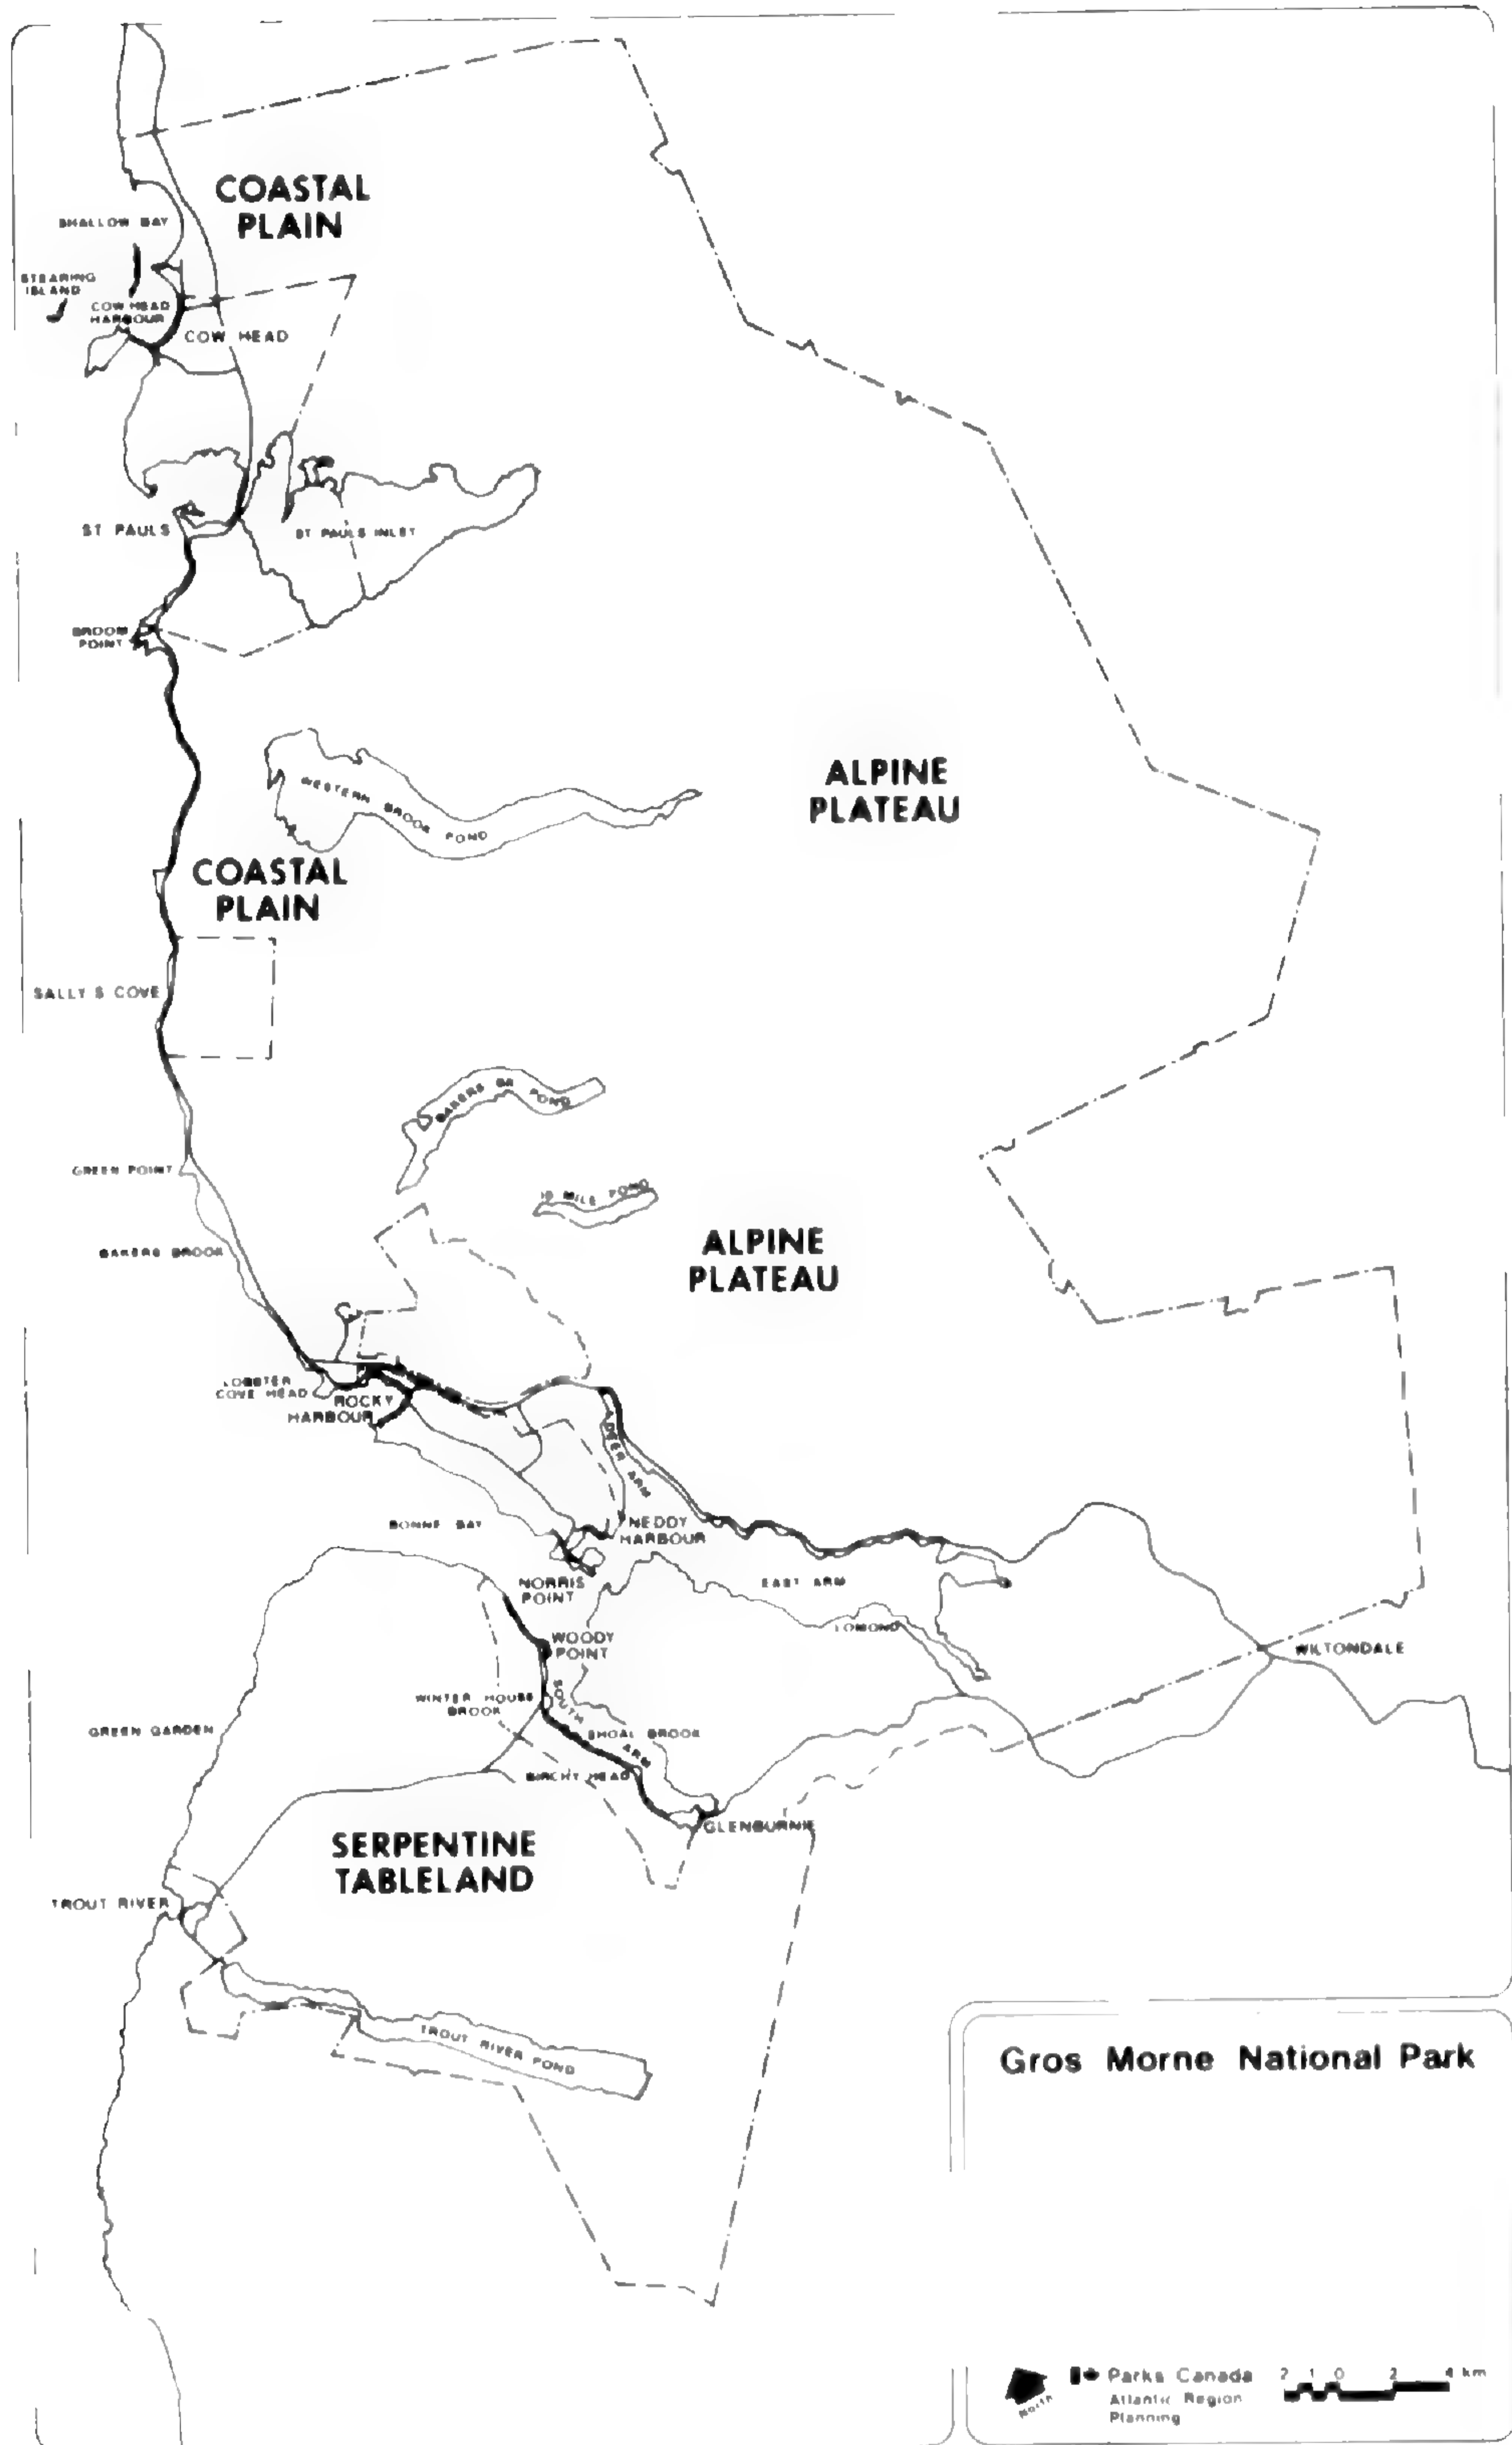 COASTAL
PLAIN
SHALLOW BAY
STEARING
ISLAND
COW HEAD
HARBOUR
COW HEAD
ST PAULS
ST PAULS INLET
BROOM
POINT
WESTERN BROOK POND
ALPINE
PLATEAU
COASTAL
PLAIN
SALLY S COVE
BAKERS BR POND
GREEN POINT
10 MILE POND
BAKERS BROOK
ALPINE
PLATEAU
LOBSTER
COVE HEAD
ROCKY
HARBOUR
DEER ARM
BONNE BAY
NEDDY
HARBOUR
NORRIS
POINT
EAST ARM
LOMOND
WOODY
POINT
WILTONDALE
WINTER HOUSE
BROOK
SOUTH ARM
GREEN GARDEN
SHOAL BROOK
BIRCHY HEAD
GLENBURNIE
SERPENTINE
TABLELAND
TROUT RIVER
TROUT RIVER POND
Gros Morne National Park
North
Parks Canada
Atlantic Region
Planning
2 1 0 2 4 km